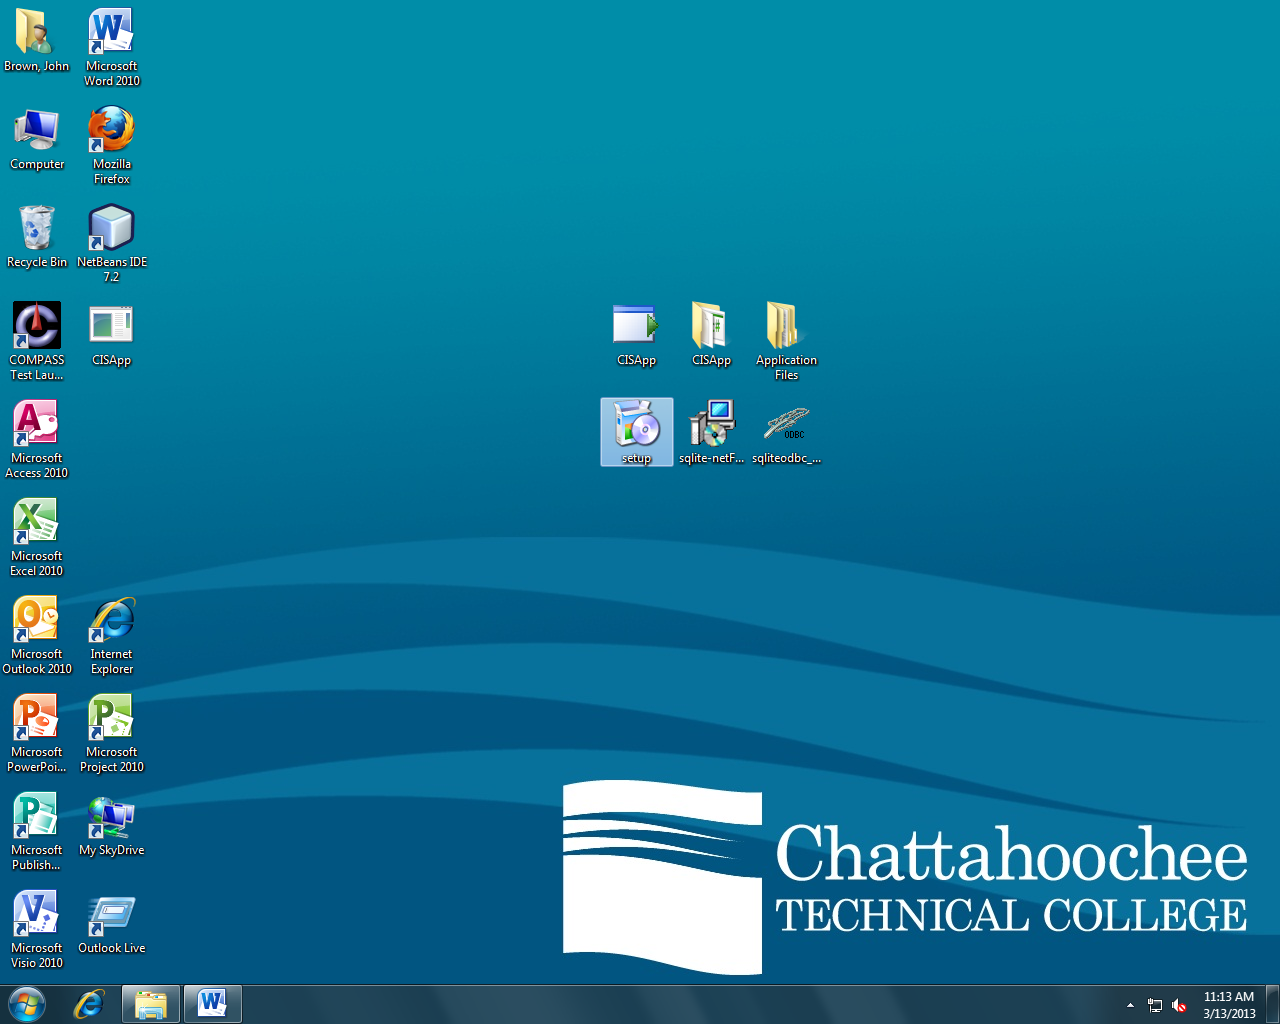 Brown, John
Microsoft
Word 2010
Computer
Mozilla
Firefox
Recycle Bin
NetBeans IDE
7.2
COMPASS
Test Lau...
CISApp
CISApp
CISApp
Application
Files
Microsoft
Access 2010
setup
sqlite-netF...
ODBC
sqliteodbc_...
Microsoft
Excel 2010
Microsoft
Outlook 2010
Internet
Explorer
Microsoft
PowerPoi...
Microsoft
Project 2010
Microsoft
Publish...
My SkyDrive
Microsoft
Visio 2010
Outlook Live
Chattahoochee
TECHNICAL COLLEGE
11:13 AM
3/13/2013